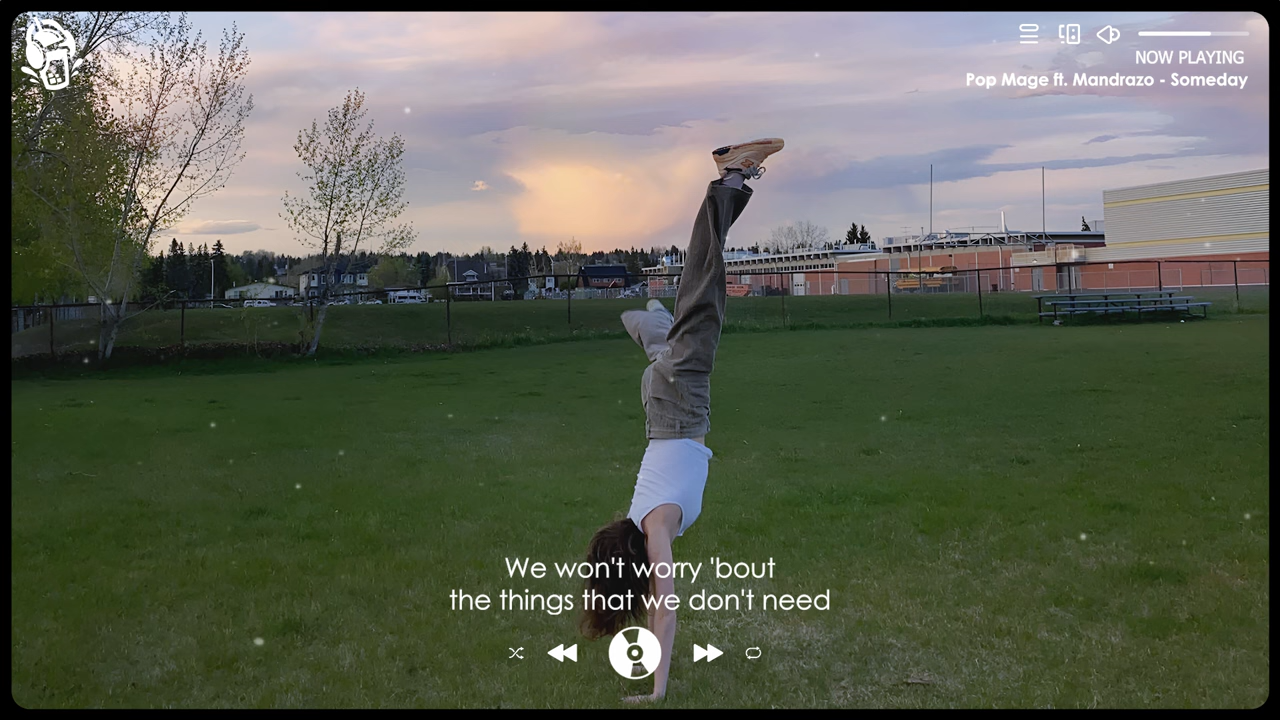 NOW PLAYING
Pop Mage ft. Mandrazo - Someday
We won't worry 'bout
the things that we don't need